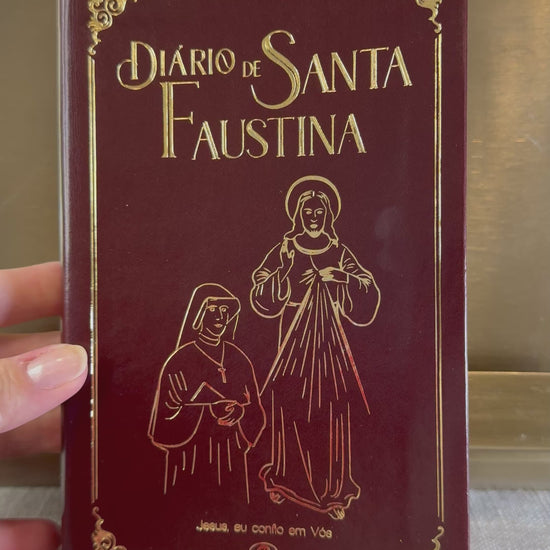 DIÁRIO DE SANTA
FAUSTINA
Jesus, eu confio em Vós